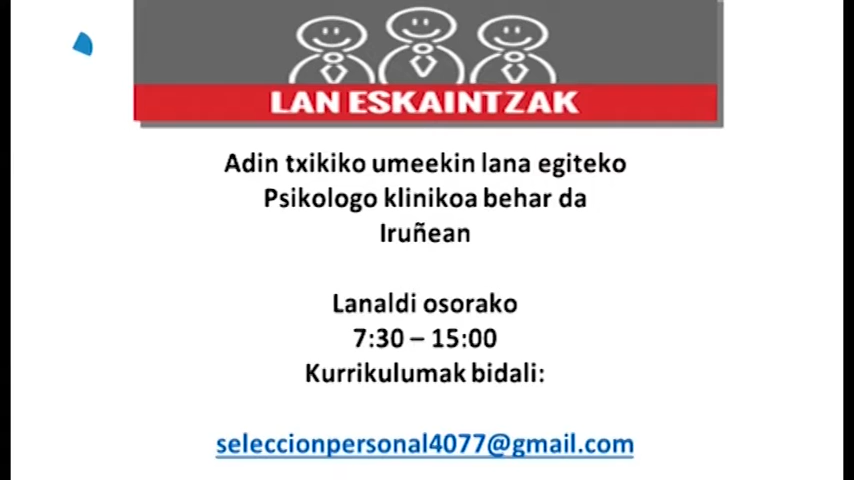 LAN ESKAINTZAK
Adin txikiko umeekin lana egiteko
Psikologo klinikoa behar da
Iruñean
Lanaldi osorako
7:30 – 15:00
Kurrikulumak bidali:
seleccionpersonal4077@gmail.com